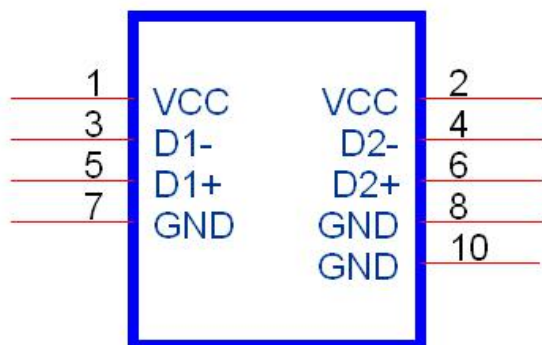 1 VCC VCC 2
3 D1- D2- 4
5 D1+ D2+ 6
7 GND GND 8
GND 10